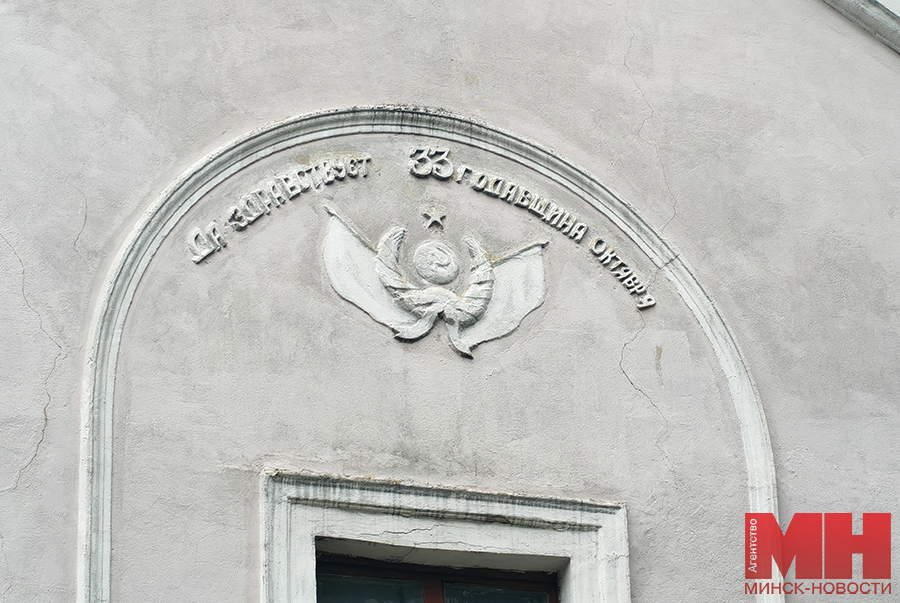 ДА ЗДРАВСТВУЕТ 33 ГОДАВЩИНА ОКТЯБРЯ
Агентство
МН
МИНСК-НОВОСТИ